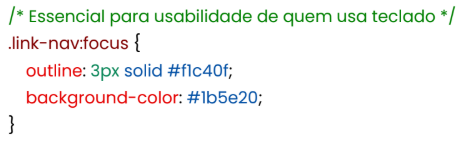 /* Essencial para usabilidade de quem usa teclado */
.link-nav:focus {
outline: 3px solid #f1c40f;
background-color: #1b5e20;
}